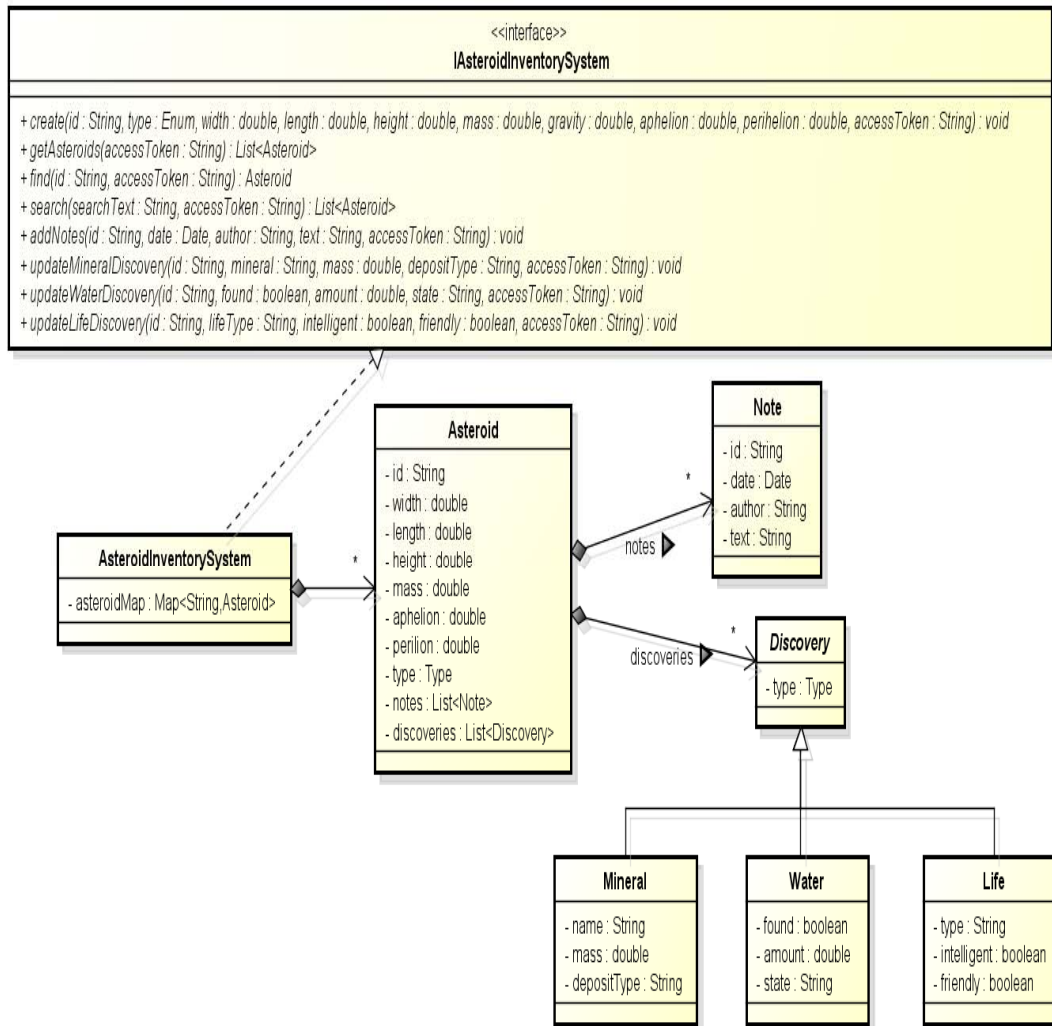 <<interface>>
IAsteroidInventorySystem
+ create(id : String, type : Enum, width : double, length : double, height : double, mass : double, gravity : double, aphelion : double, perihelion : double, accessToken : String) : void
+ getAsteroids(accessToken : String) : List<Asteroid>
+ find(id : String, accessToken : String) : Asteroid
+ search(searchText : String, accessToken : String) : List<Asteroid>
+ addNotes(id : String, date : Date, author : String, text : String, accessToken : String) : void
+ updateMineralDiscovery(id : String, mineral : String, mass : double, depositType : String, accessToken : String) : void
+ updateWaterDiscovery(id : String, found : boolean, amount : double, state : String, accessToken : String) : void
+ updateLifeDiscovery(id : String, lifeType : String, intelligent : boolean, friendly : boolean, accessToken : String) : void
AsteroidInventorySystem
- asteroidMap : Map<String,Asteroid>
*
Asteroid
- id : String
- width : double
- length : double
- height : double
- mass : double
- aphelion : double
- perilion : double
- type : Type
- notes : List<Note>
- discoveries : List<Discovery>
*
notes
Note
- id : String
- date : Date
- author : String
- text : String
*
discoveries
Discovery
- type : Type
Mineral
- name : String
- mass : double
- depositType : String
Water
- found : boolean
- amount : double
- state : String
Life
- type : String
- intelligent : boolean
- friendly : boolean